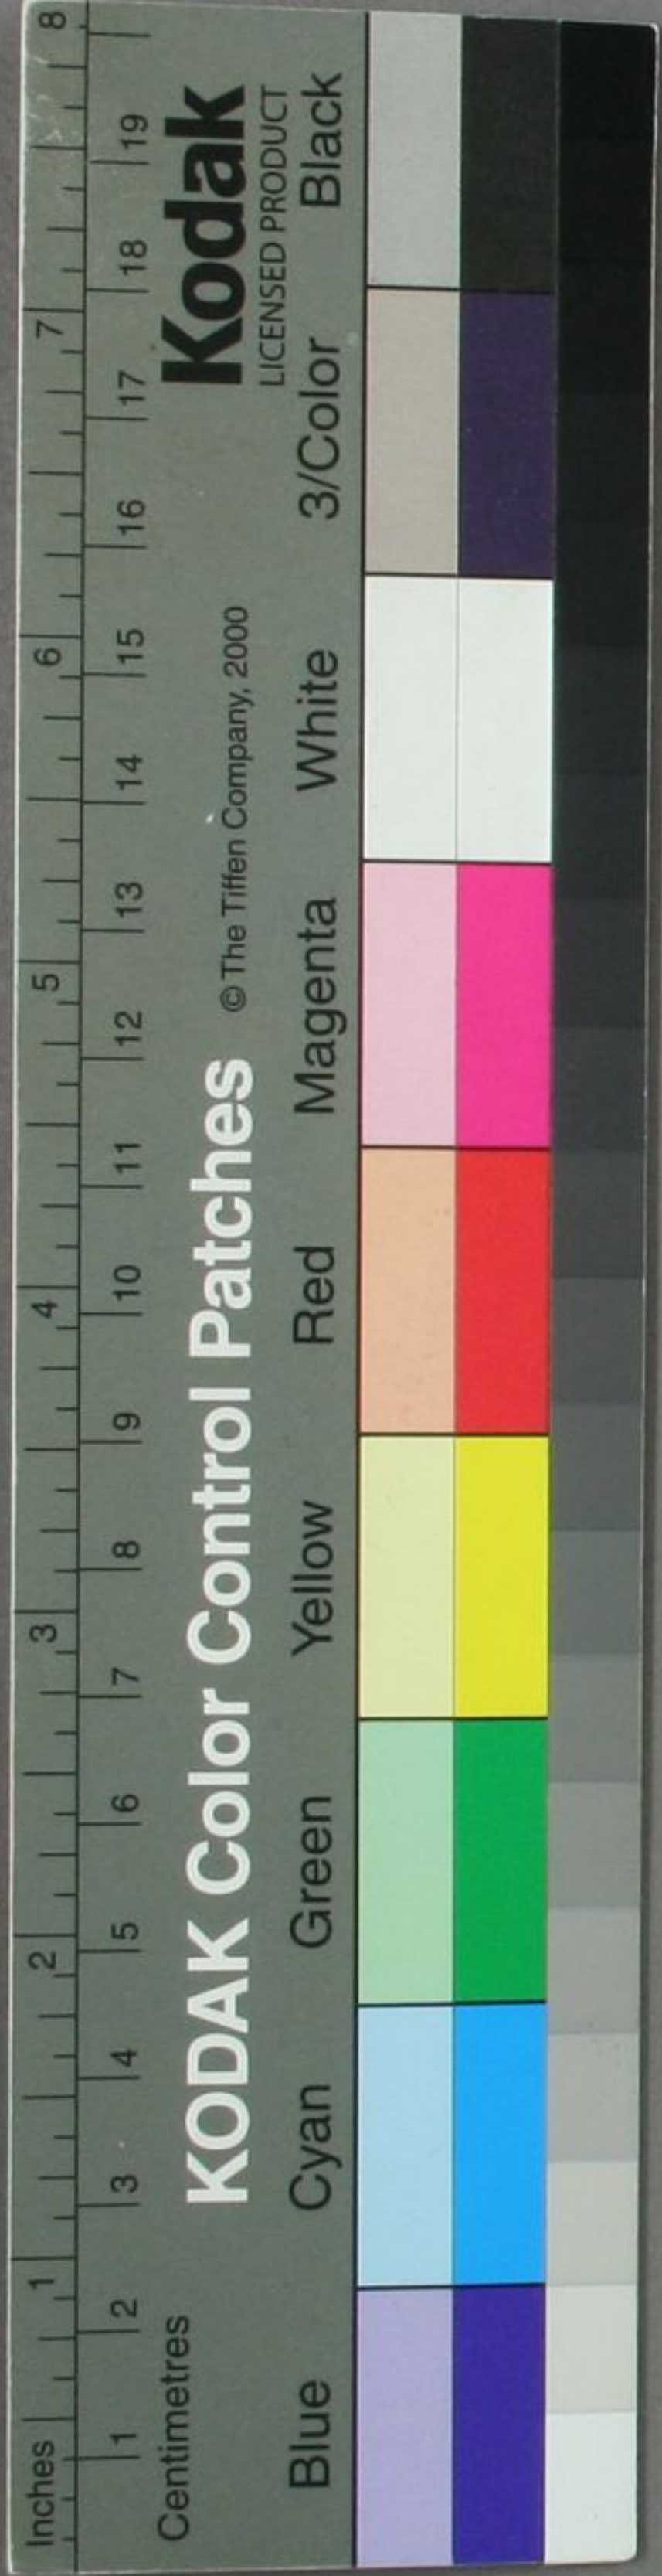 Inches 1 2 3 4 5 6 7 8
1 2 3 4 5 6 7 8 9 10 11 12 13 14 15 16 17 18 19
Centimetres
KODAK Color Control Patches © The Tiffen Company, 2000 Kodak
LICENSED PRODUCT
Blue Cyan Green Yellow Red Magenta White 3/Color Black